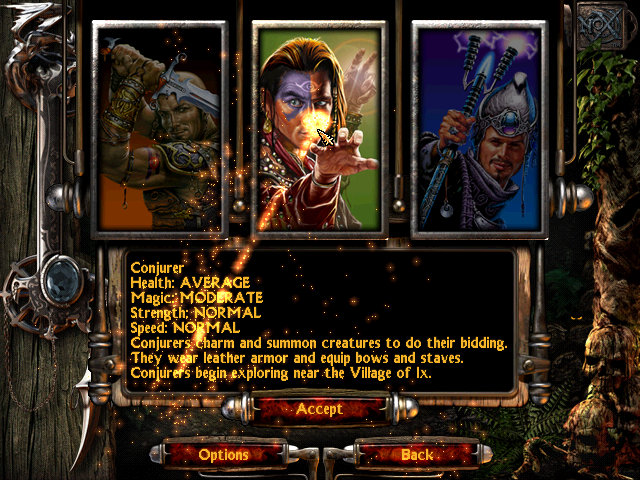 NOX
Conjurer
Health: AVERAGE
Magic: MODERATE
Strength: NORMAL
Speed: NORMAL
Conjurers charm and summon creatures to do their bidding.
They wear leather armor and equip bows and staves.
Conjurers begin exploring near the Village of Ix.
Accept
Options
Back